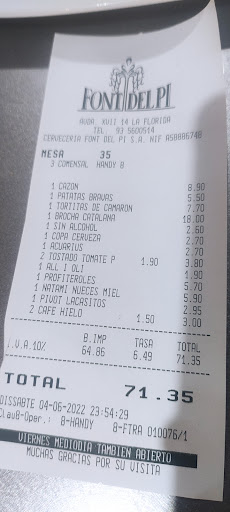 FONT DEL PI
AVDA. XVII 14 LA FLORIDA
TEL. 93 5600514
CERVECERIA FONT DEL PI S.A. NIF A58886748
MESA 35
3 COMENSAL HANDY 8
1 CAZON 8.90
1 PATATAS BRAVAS 5.50
1 TORTITAS DE CAMARON 7.70
1 BROCHA CATALANA 18.00
1 SIN ALCOHOL 2.60
1 COPA CERVEZA 2.70
1 ACUARIUS 2.70
2 TOSTADO TOMATE P 1.90 3.80
1 ALL I OLI 1.90
1 PROFITEROLES 5.70
1 NATAMI NUECES MIEL 5.90
1 PIVOT LACASITOS 2.95
2 CAFE HIELO 1.50 3.00
B.IMP TASA TOTAL
I.V.A.10% 64.86 6.49 71.35
TOTAL 71.35
DISSABTE 04-06-2022 23:54:29
Clau8-Oper.: 8-HANDY 8-FTRA 010076/1
VIERNES MEDIODIA TAMBIEN ABIERTO
MUCHAS GRACIAS POR SU VISITA